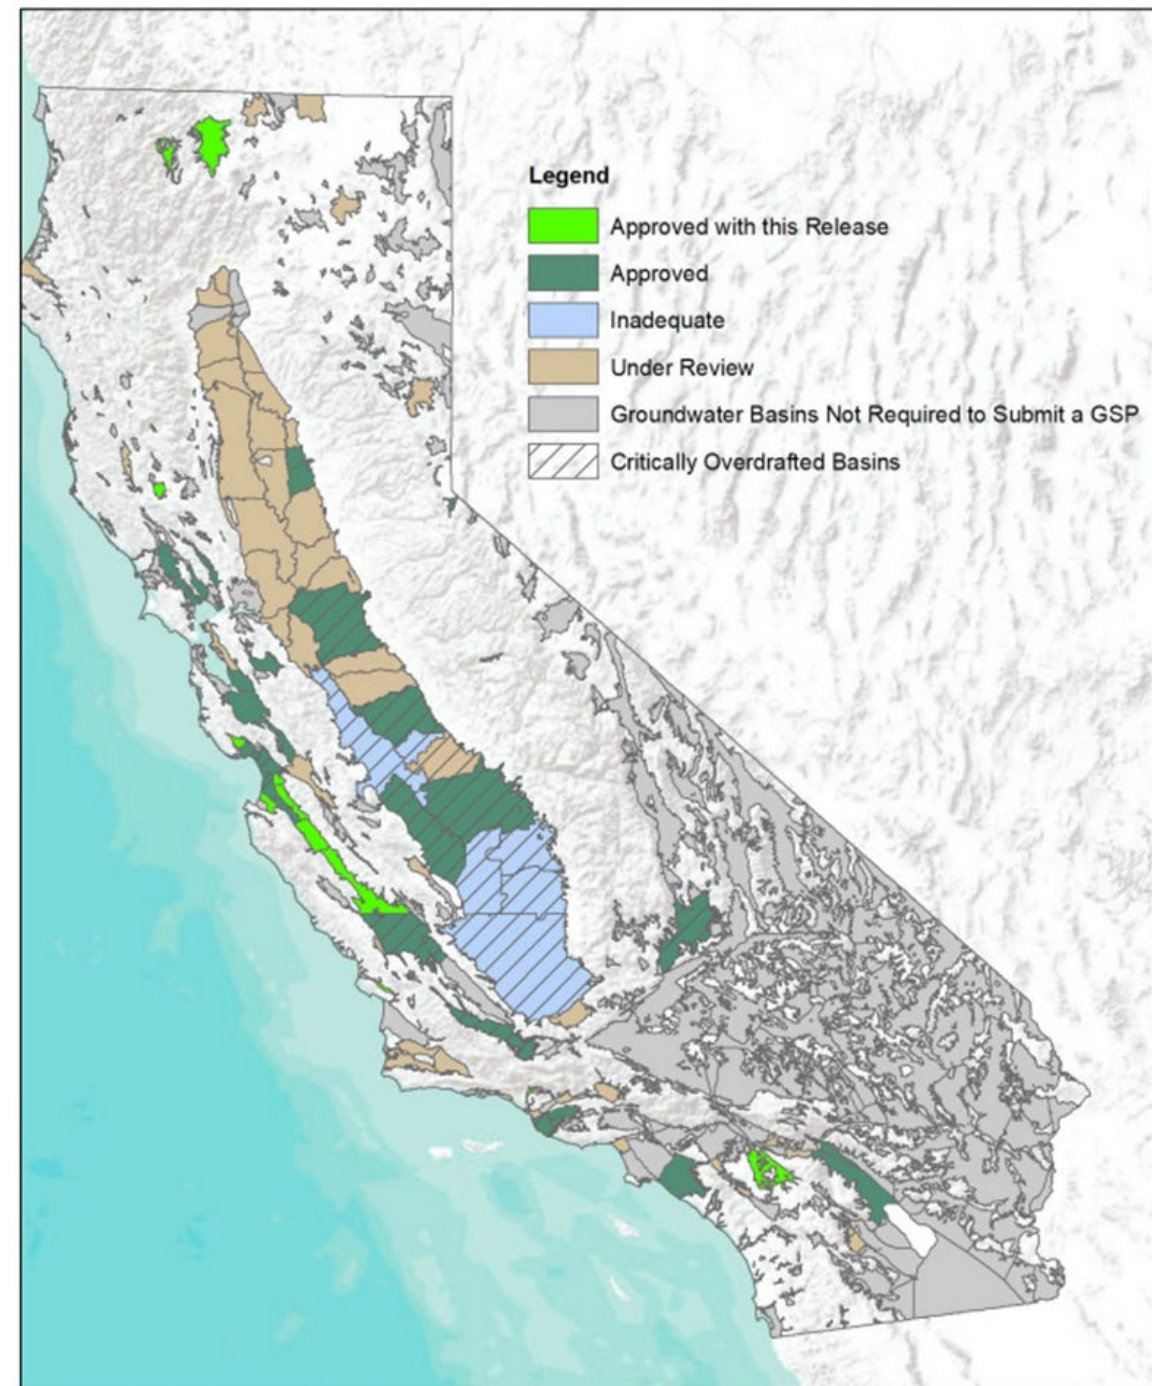 Legend
Approved with this Release
Approved
Inadequate
Under Review
Groundwater Basins Not Required to Submit a GSP
Critically Overdrafted Basins